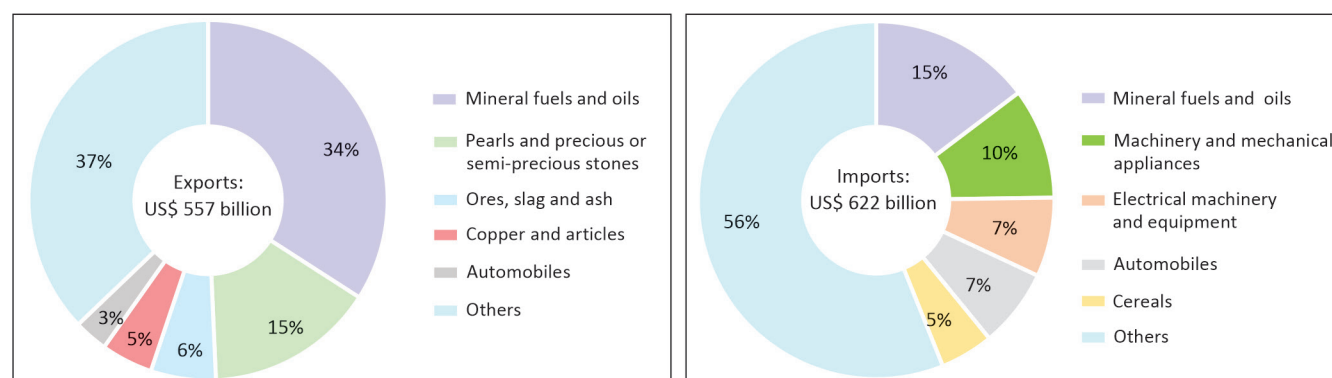 37%
34%
15%
6%
5%
3%
Exports:
US$ 557 billion
Mineral fuels and oils
Pearls and precious or
semi-precious stones
Ores, slag and ash
Copper and articles
Automobiles
Others
15%
10%
7%
7%
5%
56%
Imports:
US$ 622 billion
Mineral fuels and oils
Machinery and mechanical
appliances
Electrical machinery
and equipment
Automobiles
Cereals
Others